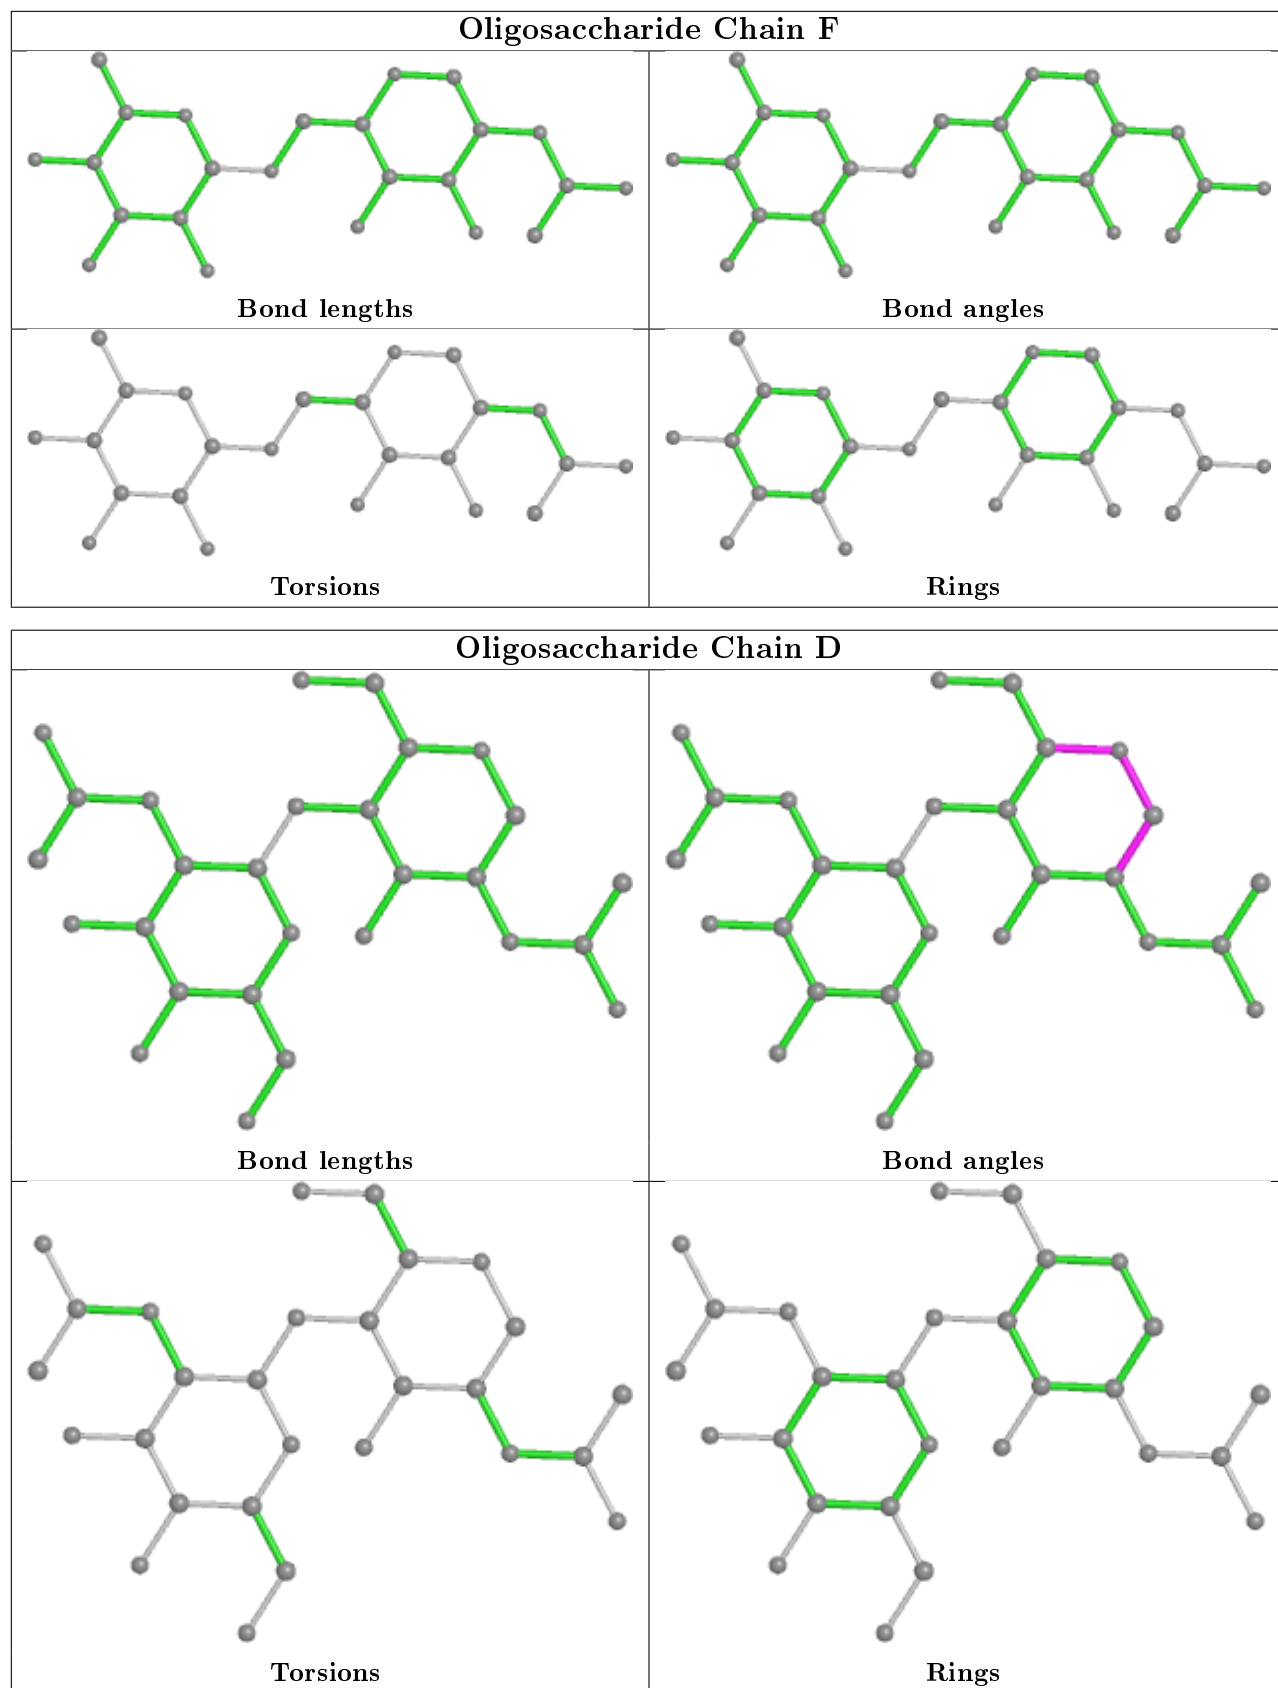 Oligosaccharide Chain F
Bond lengths
Bond angles
Torsions
Rings
Oligosaccharide Chain D
Bond lengths
Bond angles
Torsions
Rings